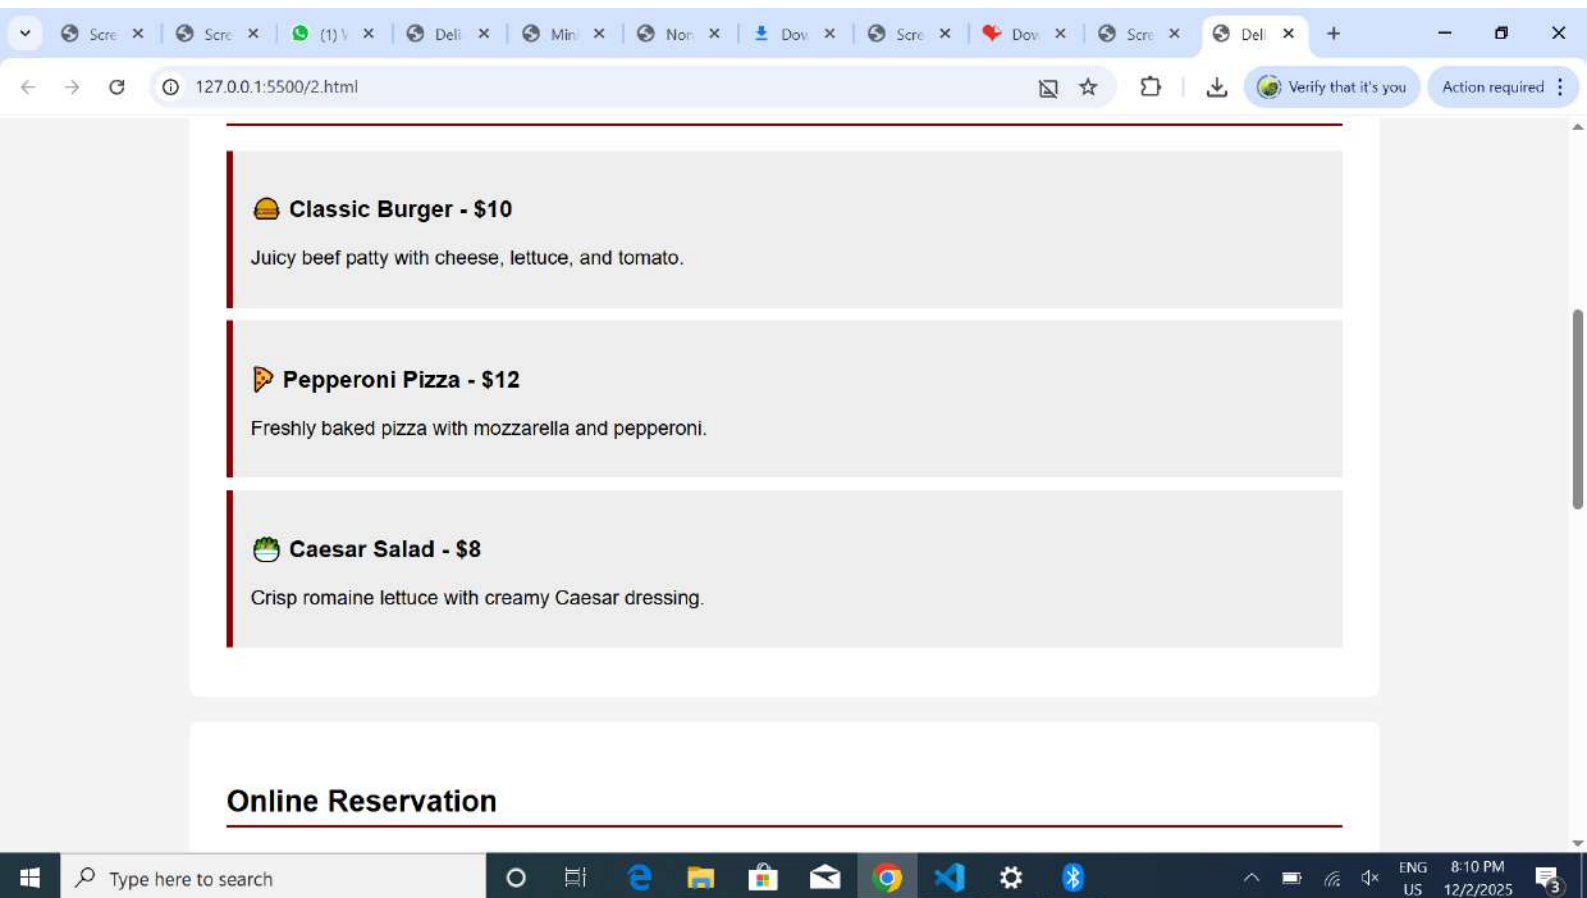 Scre
Scre
(1)
Deli
Min
Non
Dov
Scre
Dov
Scre
Deli
127.0.0.1:5500/2.html
Verify that it's you
Action required
Classic Burger - $10
Juicy beef patty with cheese, lettuce, and tomato.
Pepperoni Pizza - $12
Freshly baked pizza with mozzarella and pepperoni.
Caesar Salad - $8
Crisp romaine lettuce with creamy Caesar dressing.
Online Reservation
Type here to search
ENG
US
8:10 PM
12/2/2025
3